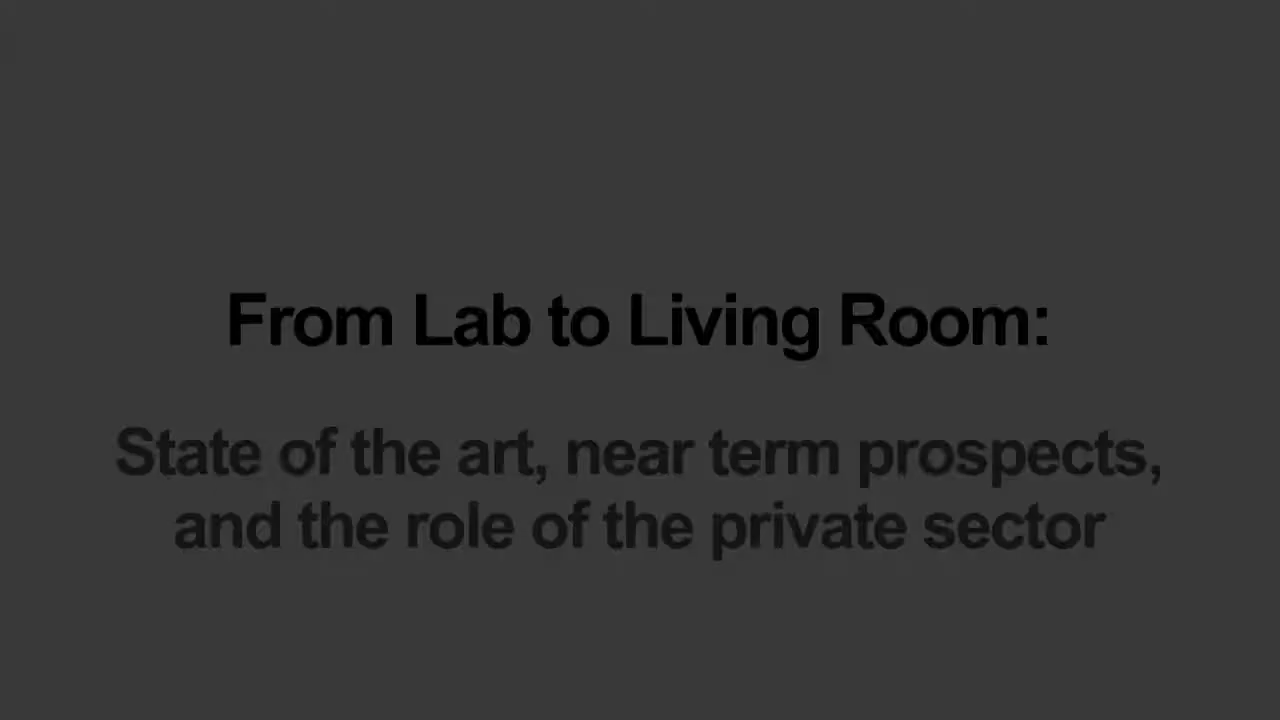 From Lab to Living Room:
State of the art, near term prospects,
and the role of the private sector